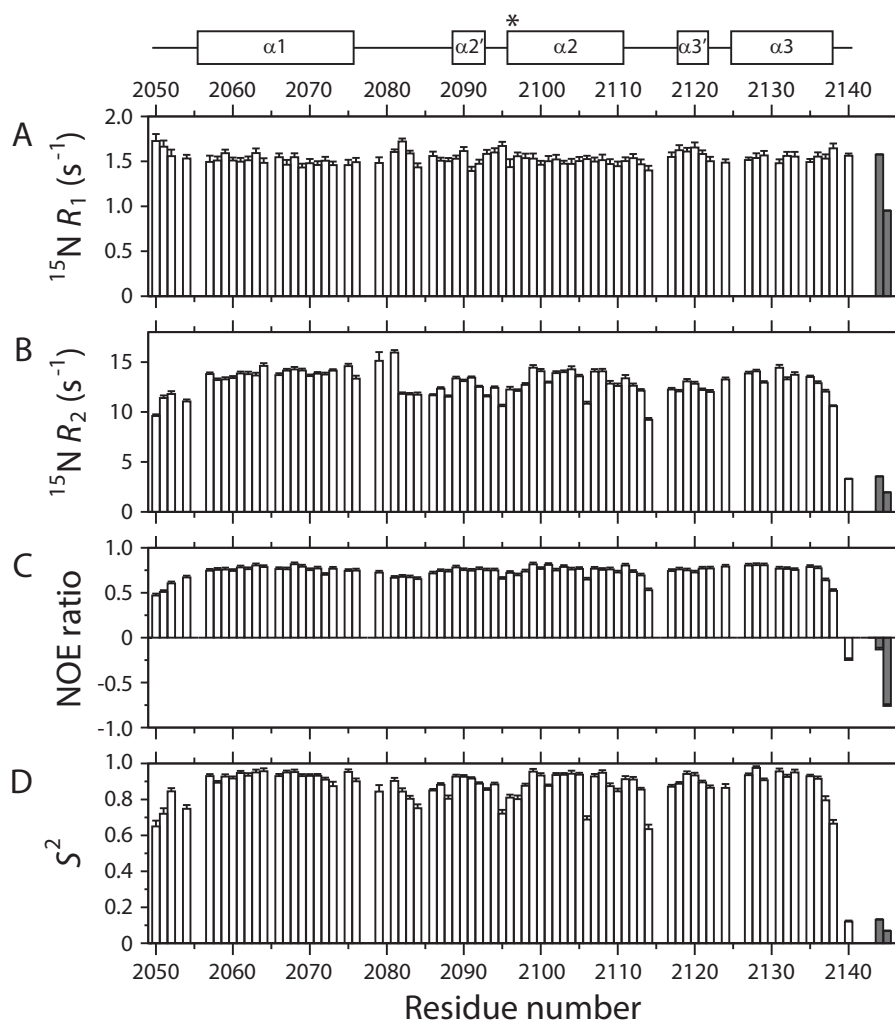 *
α1 α2' α2 α3' α3
2050 2060 2070 2080 2090 2100 2110 2120 2130 2140
A
2.0
1.5
1.0
0.5
0
¹⁵N R₁ (s⁻¹)
B
15
10
5
0
¹⁵N R₂ (s⁻¹)
C
1.0
0.5
0
-0.5
-1.0
NOE ratio
D
1.0
0.8
0.6
0.4
0.2
0
S²
2050 2060 2070 2080 2090 2100 2110 2120 2130 2140
Residue number